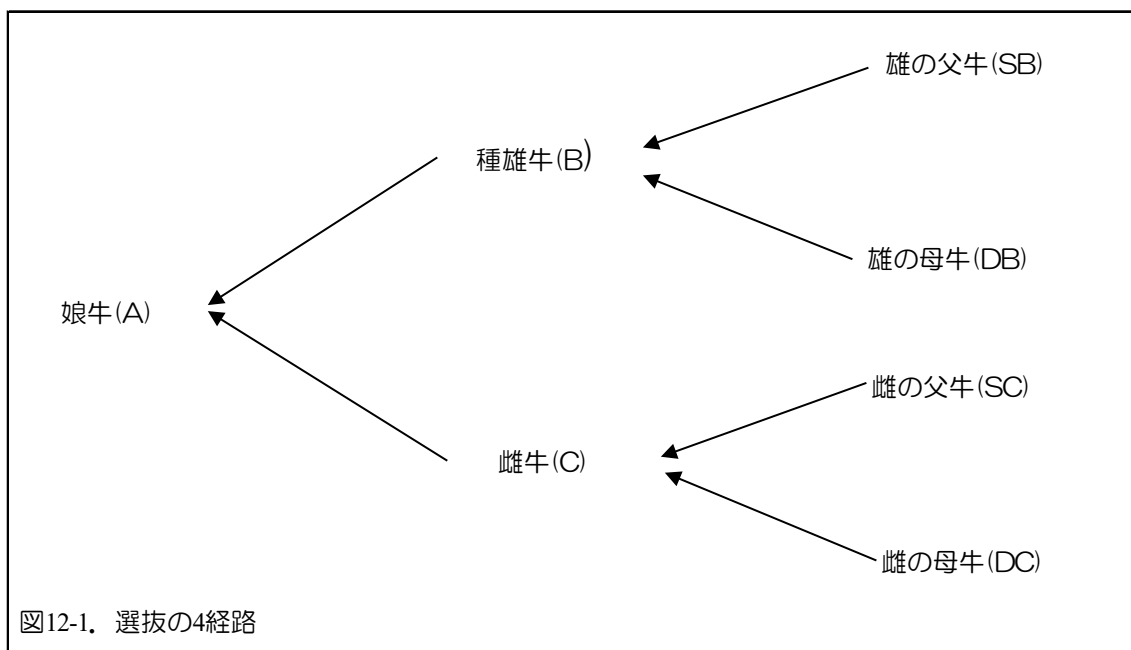 雄の父牛(SB)
種雄牛(B)
雄の母牛(DB)
娘牛(A)
雌の父牛(SC)
雌牛(C)
雌の母牛(DC)
図12-1. 選抜の4経路